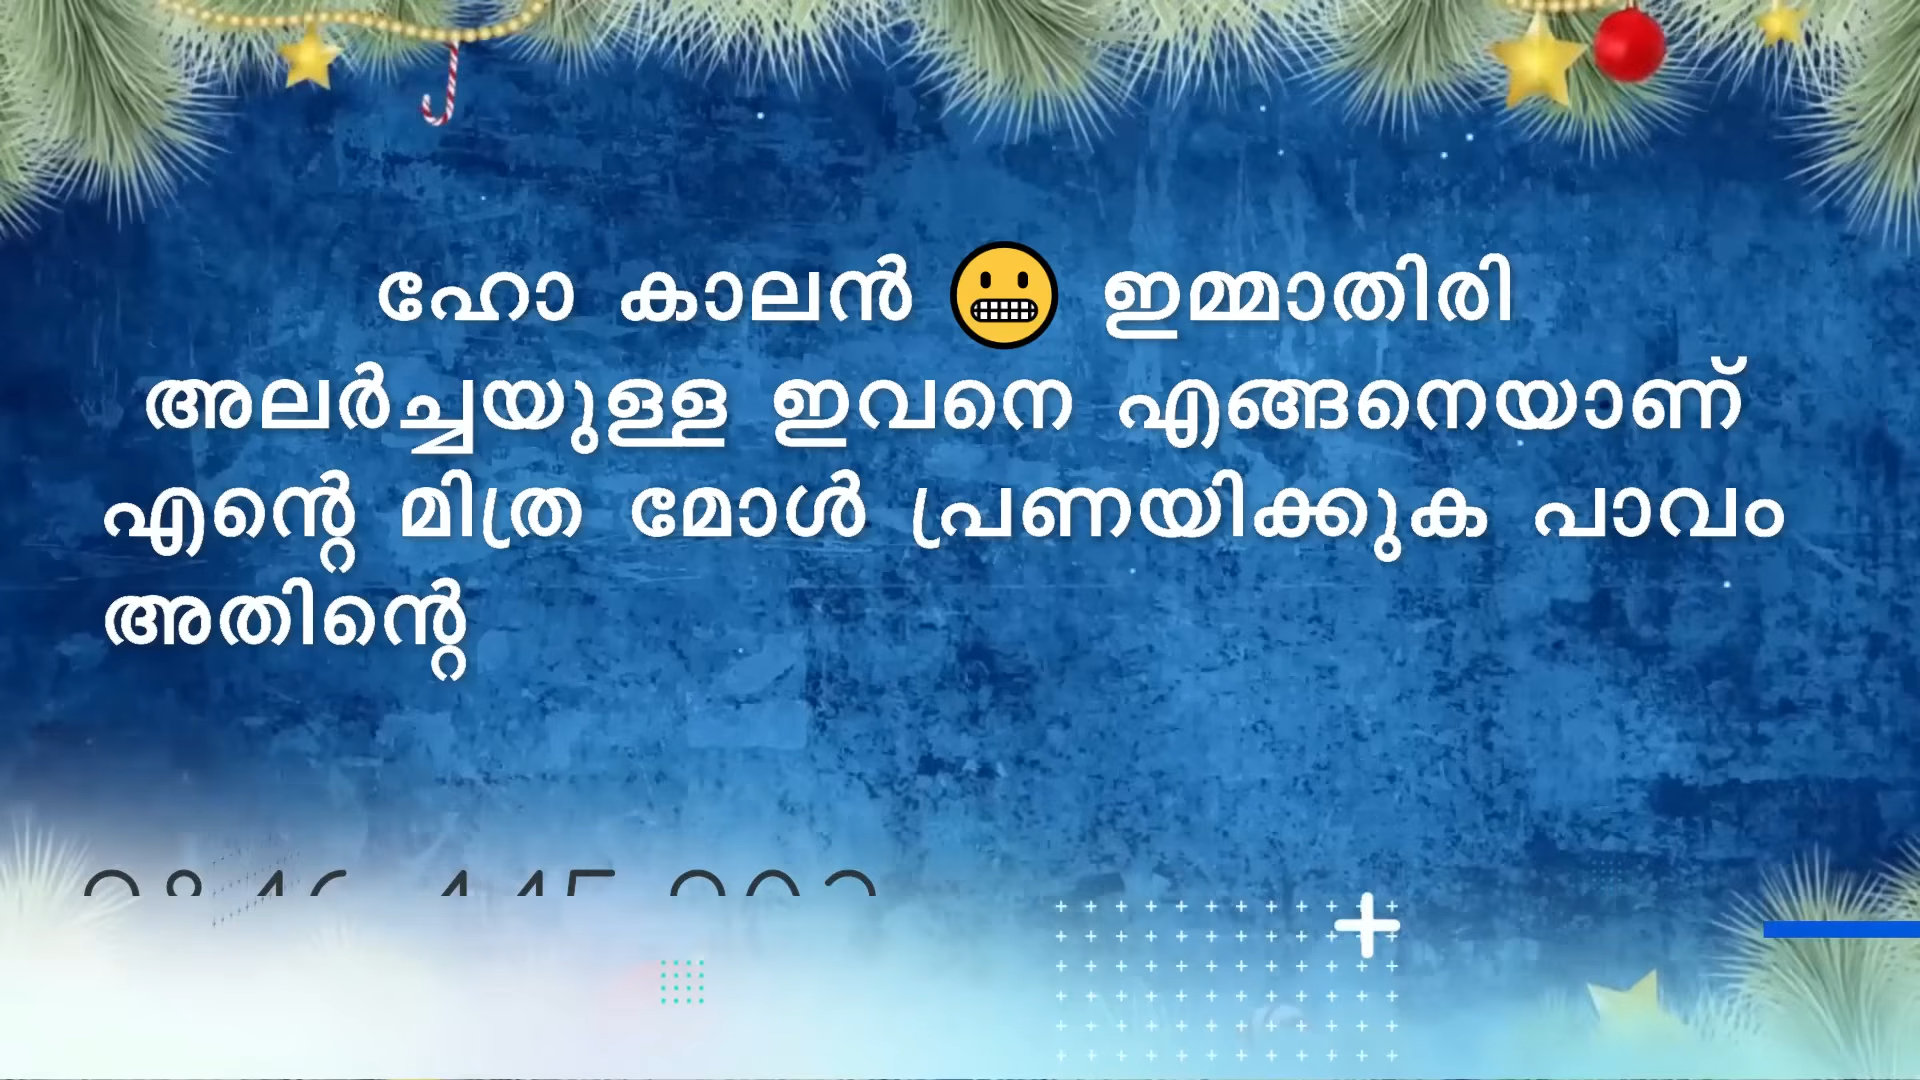 ഹോ കാലൻ 😬 ഇമ്മാതിരി
അലർച്ചയുള്ള ഇവനെ എങ്ങനെയാണ്
എന്റെ മിത്ര മോൾ പ്രണയിക്കുക പാവം
അതിന്റെ